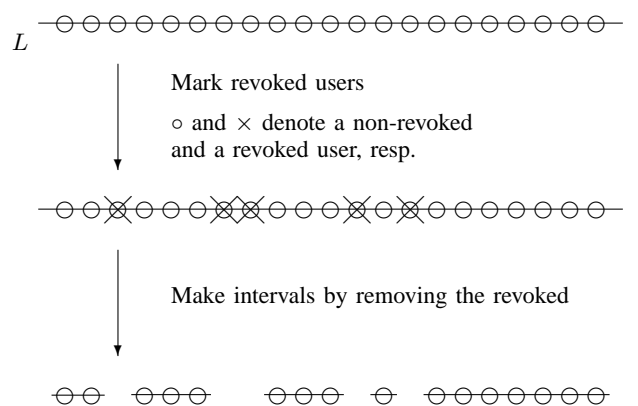 L
Mark revoked users
○ and × denote a non-revoked
and a revoked user, resp.
Make intervals by removing the revoked